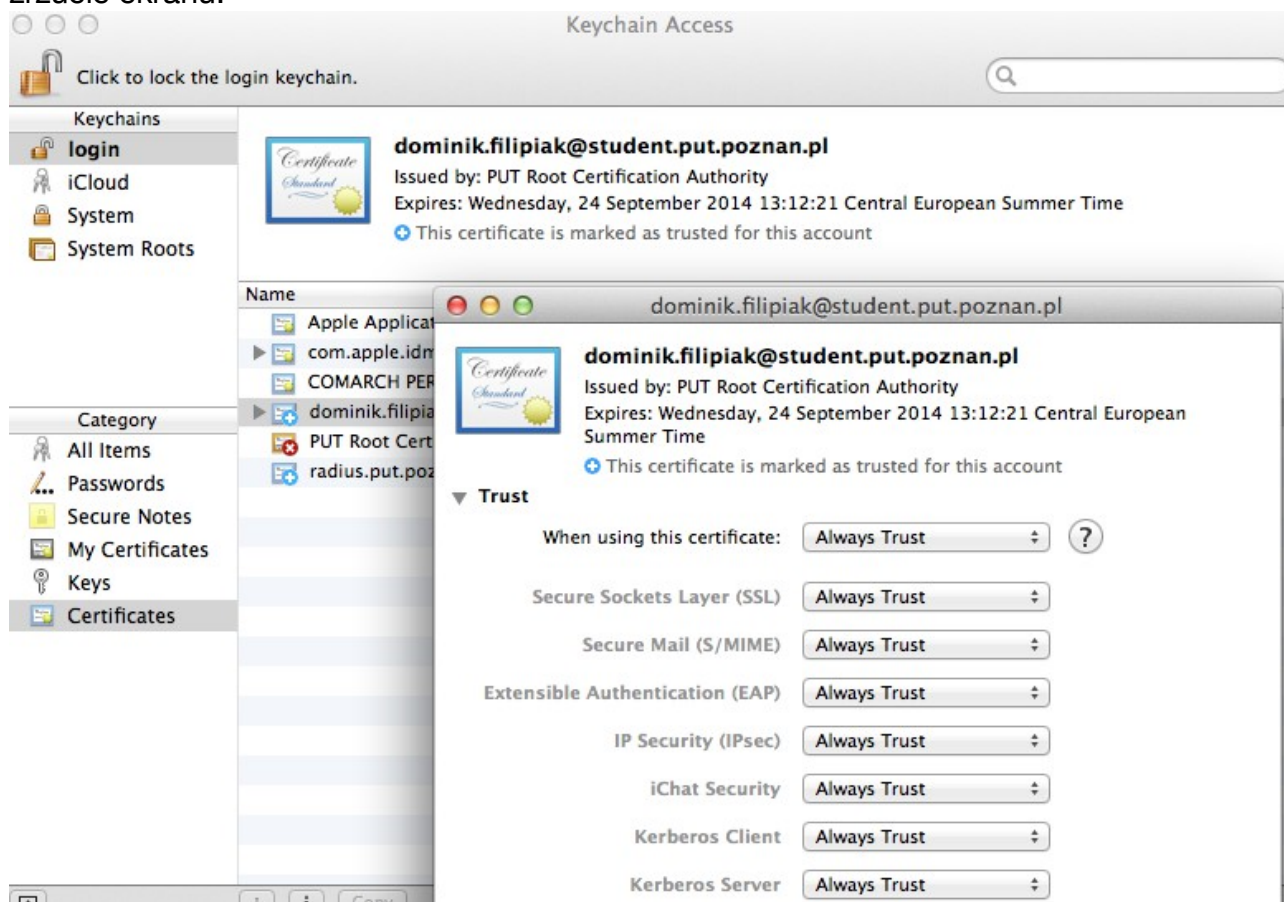 zrzucie ekranu.
Keychain Access
Click to lock the login keychain.
Keychains
login
iCloud
System
System Roots
Certificate
Standard
dominik.filipiak@student.put.poznan.pl
Issued by: PUT Root Certification Authority
Expires: Wednesday, 24 September 2014 13:12:21 Central European Summer Time
This certificate is marked as trusted for this account
Name
Apple Applicat
com.apple.idm
COMARCH PER
dominik.filipia
PUT Root Cert
radius.put.poz
Category
All Items
Passwords
Secure Notes
My Certificates
Keys
Certificates
Copy
dominik.filipiak@student.put.poznan.pl
Certificate
Standard
dominik.filipiak@student.put.poznan.pl
Issued by: PUT Root Certification Authority
Expires: Wednesday, 24 September 2014 13:12:21 Central European
Summer Time
This certificate is marked as trusted for this account
Trust
When using this certificate: Always Trust ?
Secure Sockets Layer (SSL) Always Trust
Secure Mail (S/MIME) Always Trust
Extensible Authentication (EAP) Always Trust
IP Security (IPsec) Always Trust
iChat Security Always Trust
Kerberos Client Always Trust
Kerberos Server Always Trust